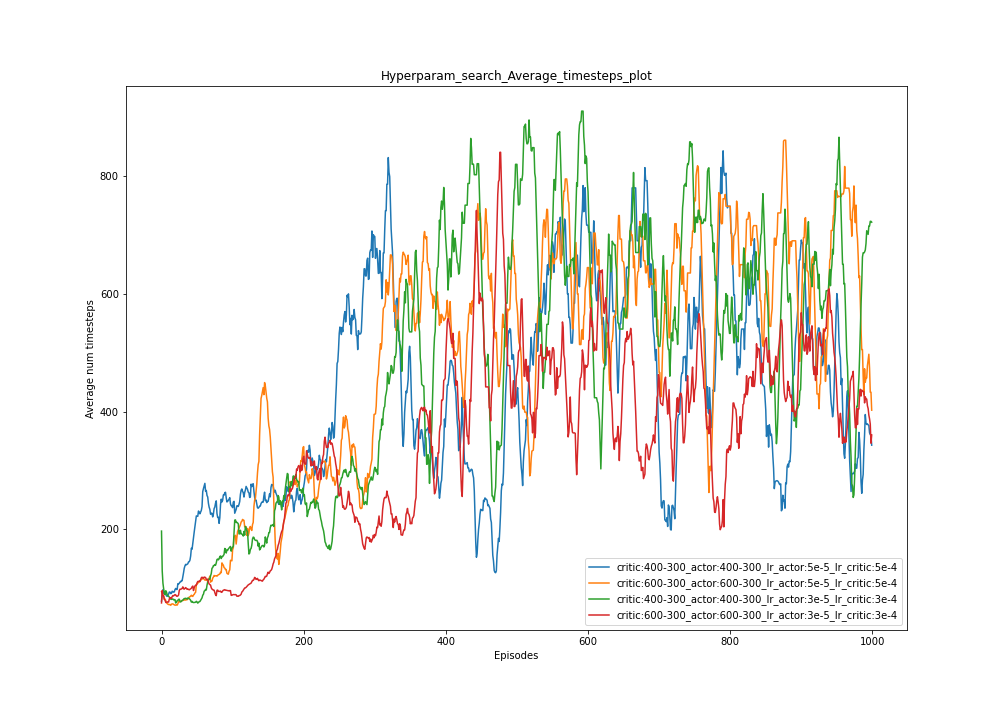 Hyperparam_search_Average_timesteps_plot
Average num timesteps
800
600
400
200
0
200
400
600
800
1000
Episodes
critic:400-300_actor:400-300_lr_actor:5e-5_lr_critic:5e-4
critic:600-300_actor:600-300_lr_actor:5e-5_lr_critic:5e-4
critic:400-300_actor:400-300_lr_actor:3e-5_lr_critic:3e-4
critic:600-300_actor:600-300_lr_actor:3e-5_lr_critic:3e-4